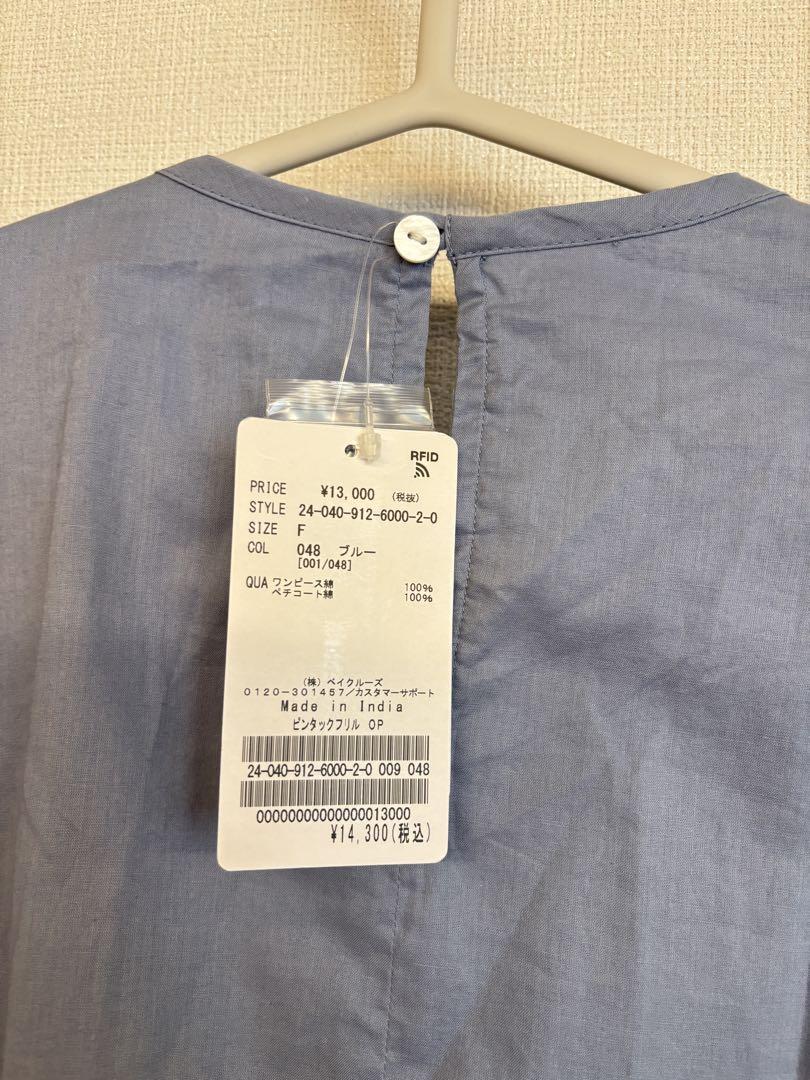 RFID
PRICE ¥13,000 (税抜)
STYLE 24-040-912-6000-2-0
SIZE F
COL 048 ブルー
[001/048]
QUA ワンピース綿 100%
ペチコート綿 100%
(株)ベイクルーズ
0120-301457/カスタマーサポート
Made in India
ピンタックフリル OP
24-040-912-6000-2-0 009 048
00000000000000013000
¥14,300(税込)